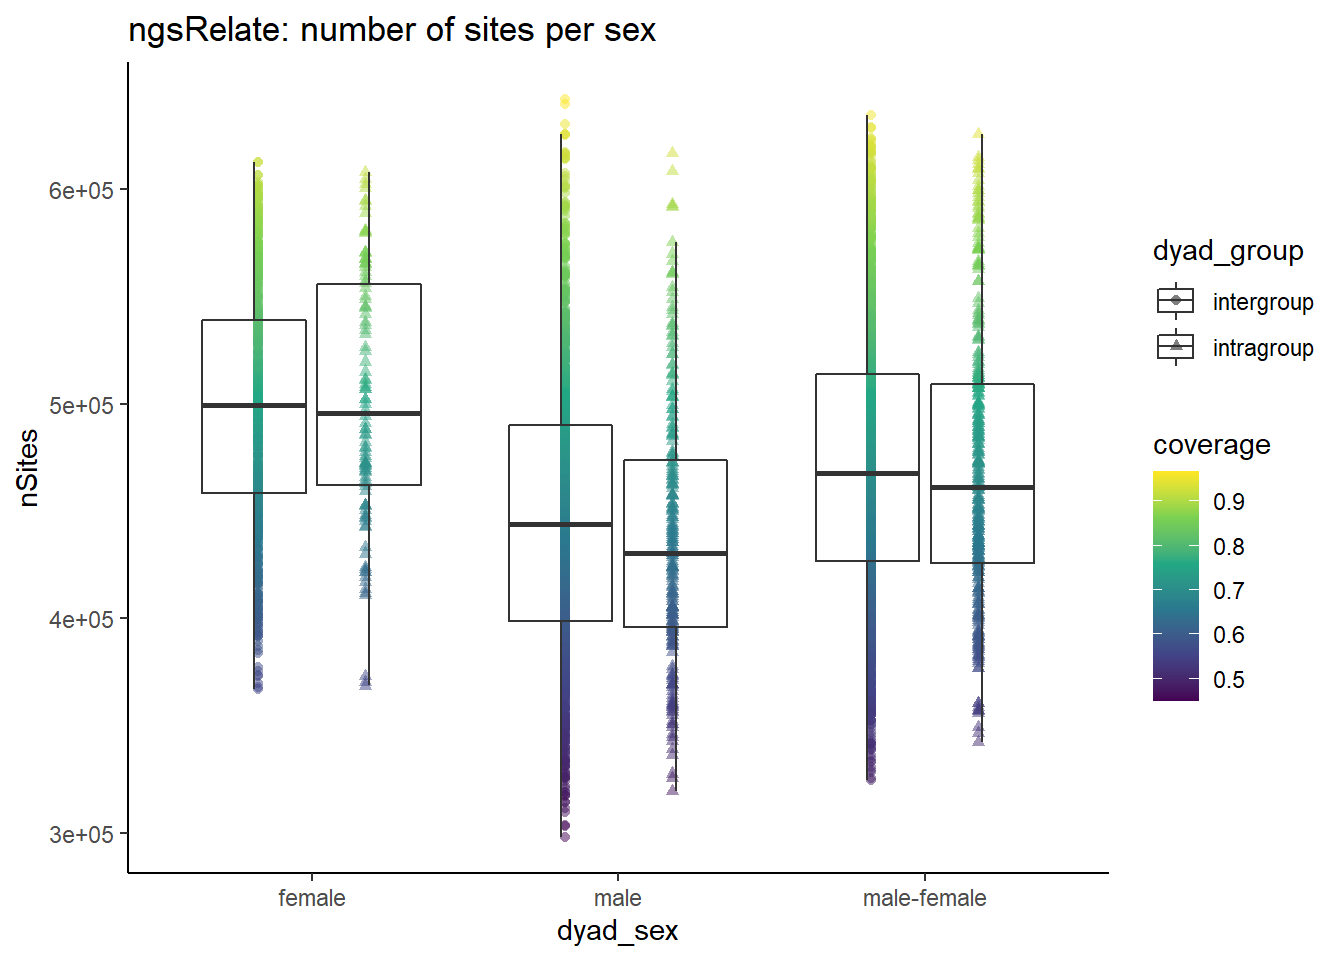 ngsRelate: number of sites per sex
nSites
6e+05
5e+05
4e+05
3e+05
female
male
male-female
dyad_sex
dyad_group
intergroup
intragroup
coverage
0.9
0.8
0.7
0.6
0.5